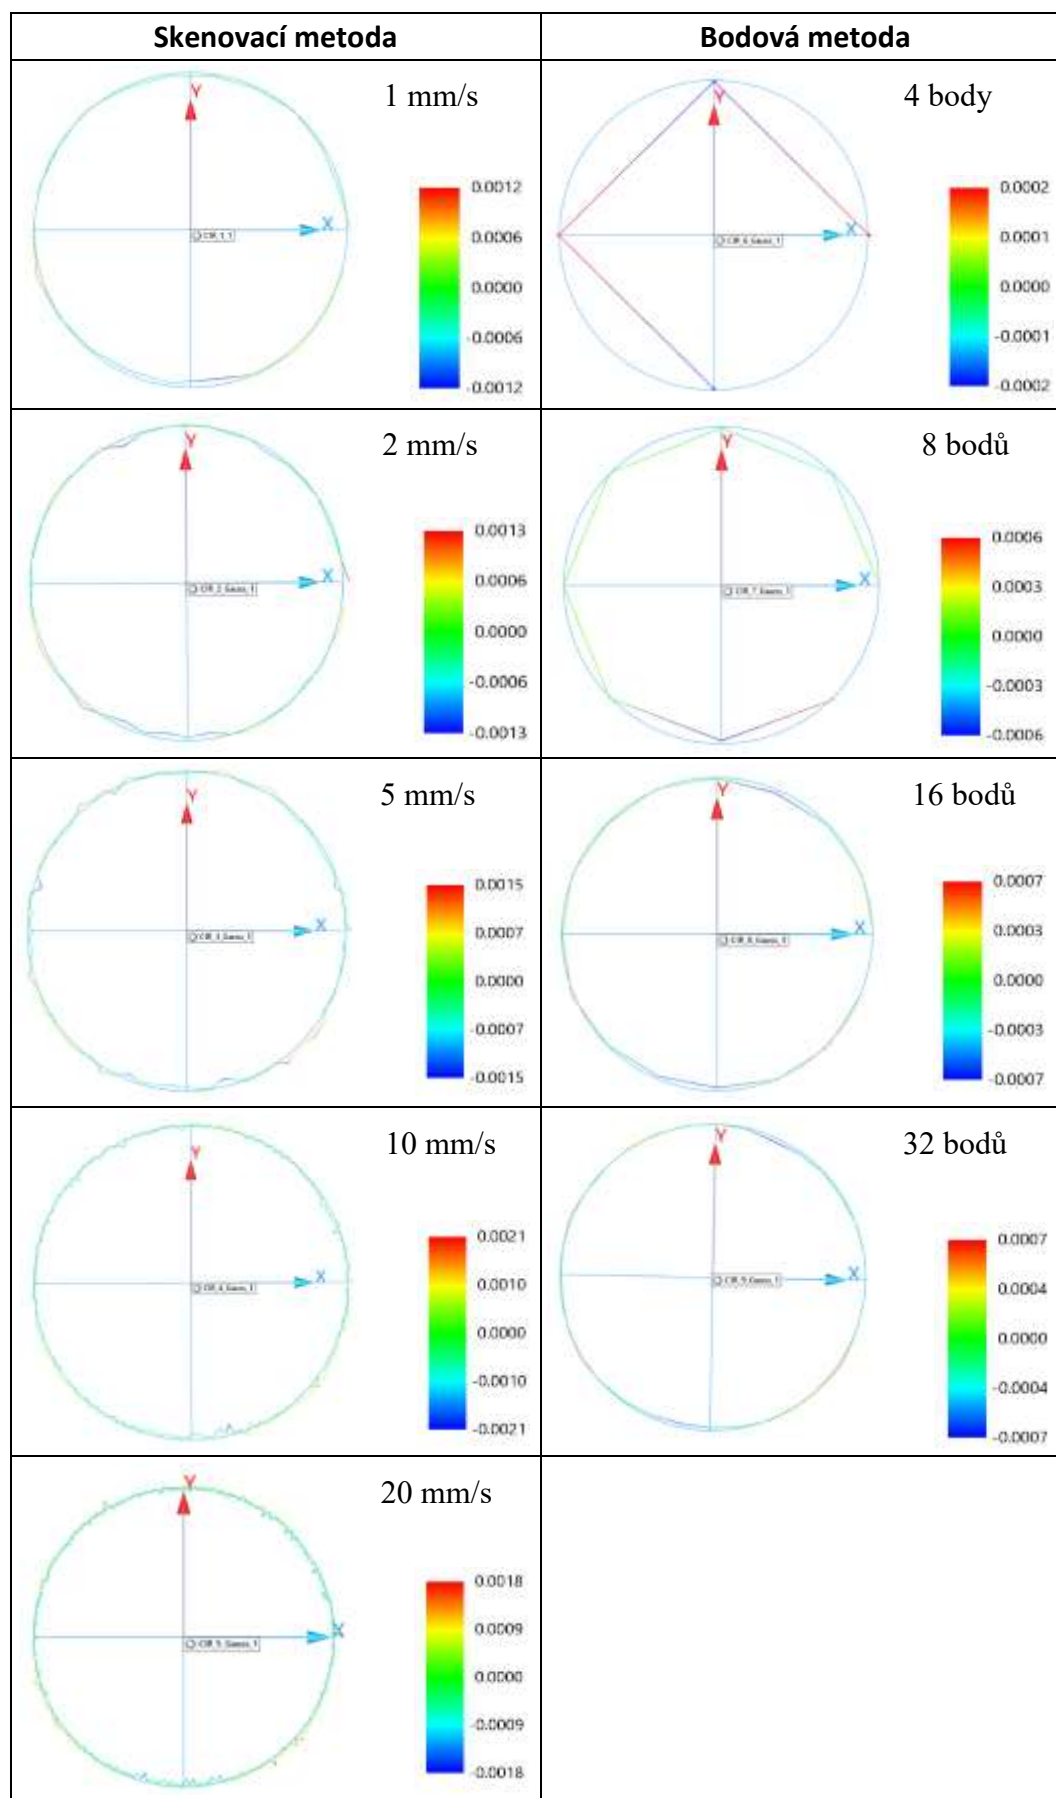 Skenovací metoda
Bodová metoda
Y
1 mm/s
X
0.0012
0.0006
0.0000
-0.0006
-0.0012
Y
4 body
X
0.0002
0.0001
0.0000
-0.0001
-0.0002
Y
2 mm/s
X
0.0013
0.0006
0.0000
-0.0006
-0.0013
Y
8 bodů
X
0.0006
0.0003
0.0000
-0.0003
-0.0006
Y
5 mm/s
X
0.0015
0.0007
0.0000
-0.0007
-0.0015
Y
16 bodů
X
0.0007
0.0003
0.0000
-0.0003
-0.0007
Y
10 mm/s
X
0.0021
0.0010
0.0000
-0.0010
-0.0021
Y
32 bodů
X
0.0007
0.0004
0.0000
-0.0004
-0.0007
Y
20 mm/s
X
0.0018
0.0009
0.0000
-0.0009
-0.0018